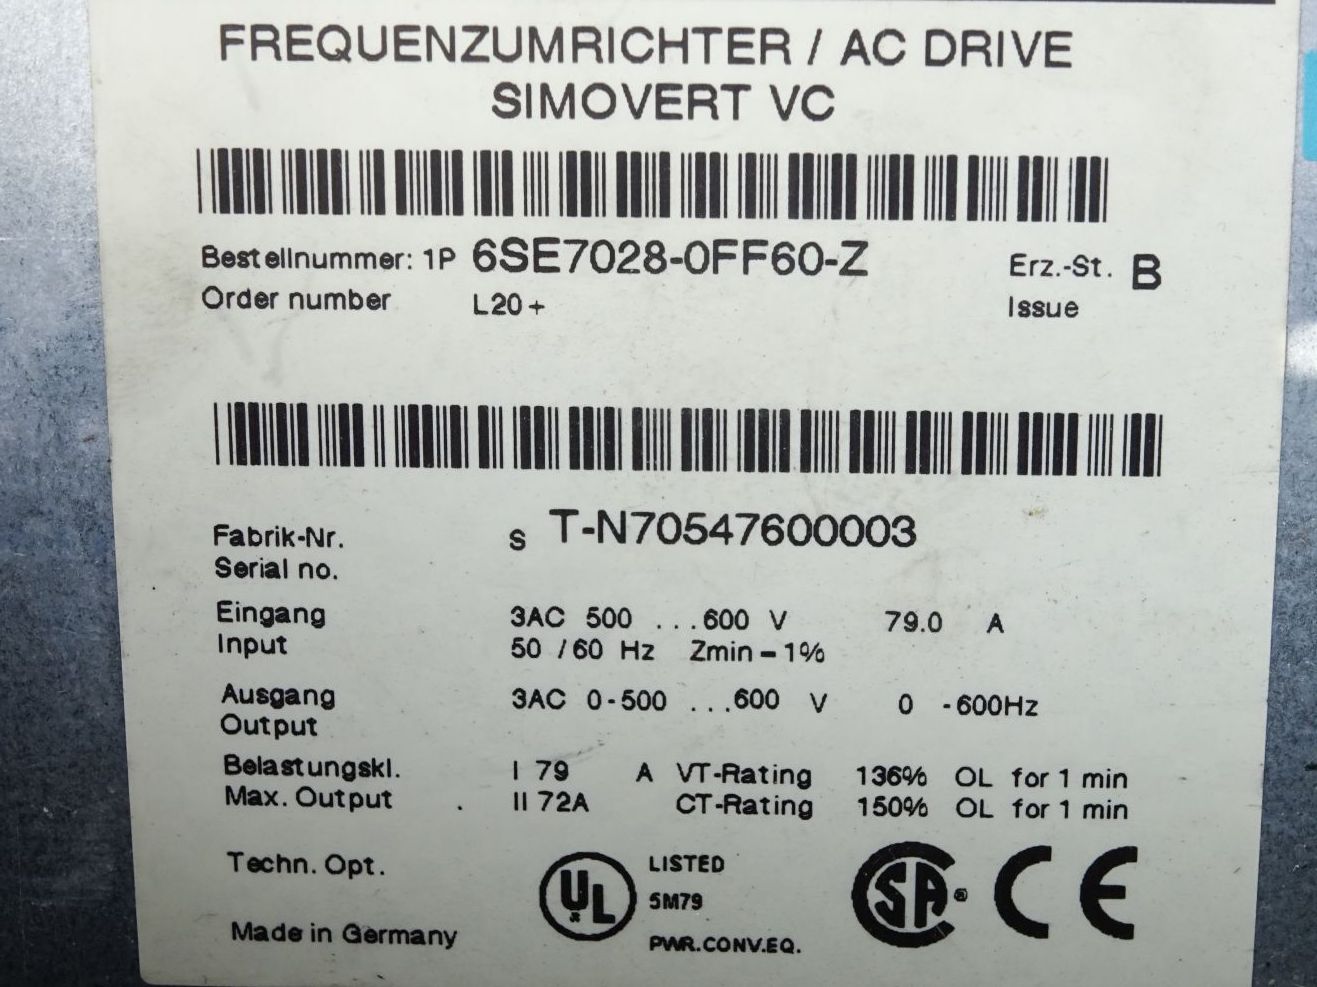 FREQUENZUMRICHTER / AC DRIVE
SIMOVERT VC
Bestellnummer: 1P 6SE7028-0FF60-Z Erz.-St. B
Order number L20+ Issue
Fabrik-Nr. S T-N70547600003
Serial no.
Eingang 3AC 500 ...600 V 79.0 A
Input 50 /60 Hz Zmin-1%
Ausgang 3AC 0-500 ...600 V 0 -600Hz
Output
Belastungskl. I 79 A VT-Rating 136% OL for 1 min
Max. Output . II 72A CT-Rating 150% OL for 1 min
Techn. Opt. UL LISTED SA® CE
5M79
Made in Germany PWR.CONV.EQ.